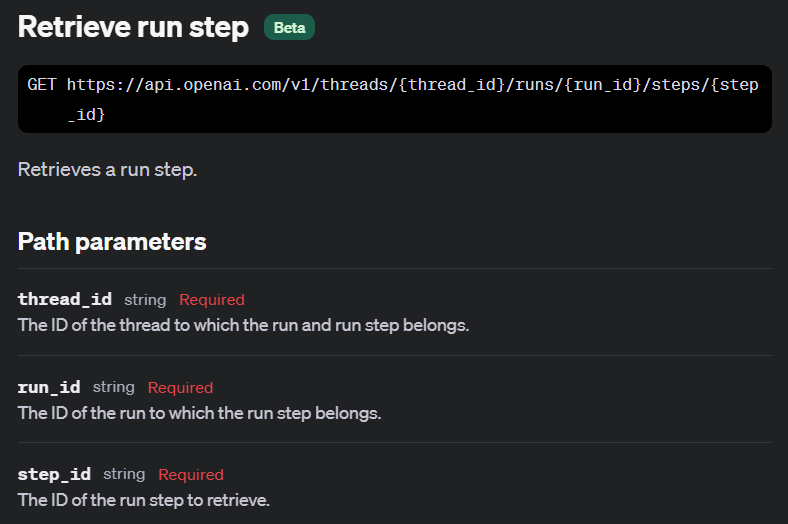 Retrieve run step Beta
GET https://api.openai.com/v1/threads/{thread_id}/runs/{run_id}/steps/{step
_id}
Retrieves a run step.
Path parameters
thread_id string Required
The ID of the thread to which the run and run step belongs.
run_id string Required
The ID of the run to which the run step belongs.
step_id string Required
The ID of the run step to retrieve.